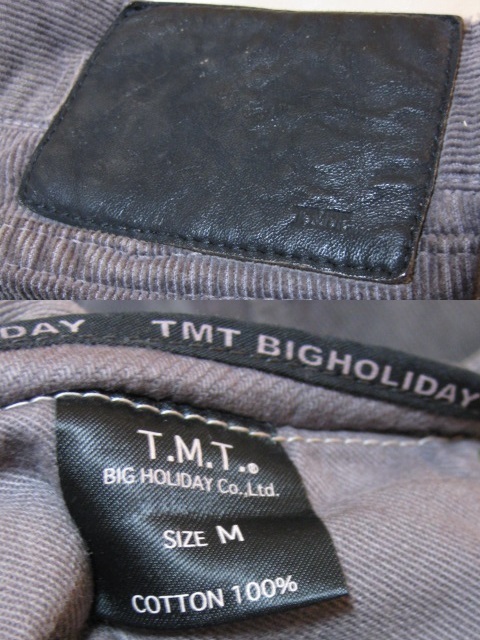 DAY TMT BIGHOLIDAY
T.M.T.®
BIG HOLIDAY Co.,Ltd.
SIZE M
COTTON 100%